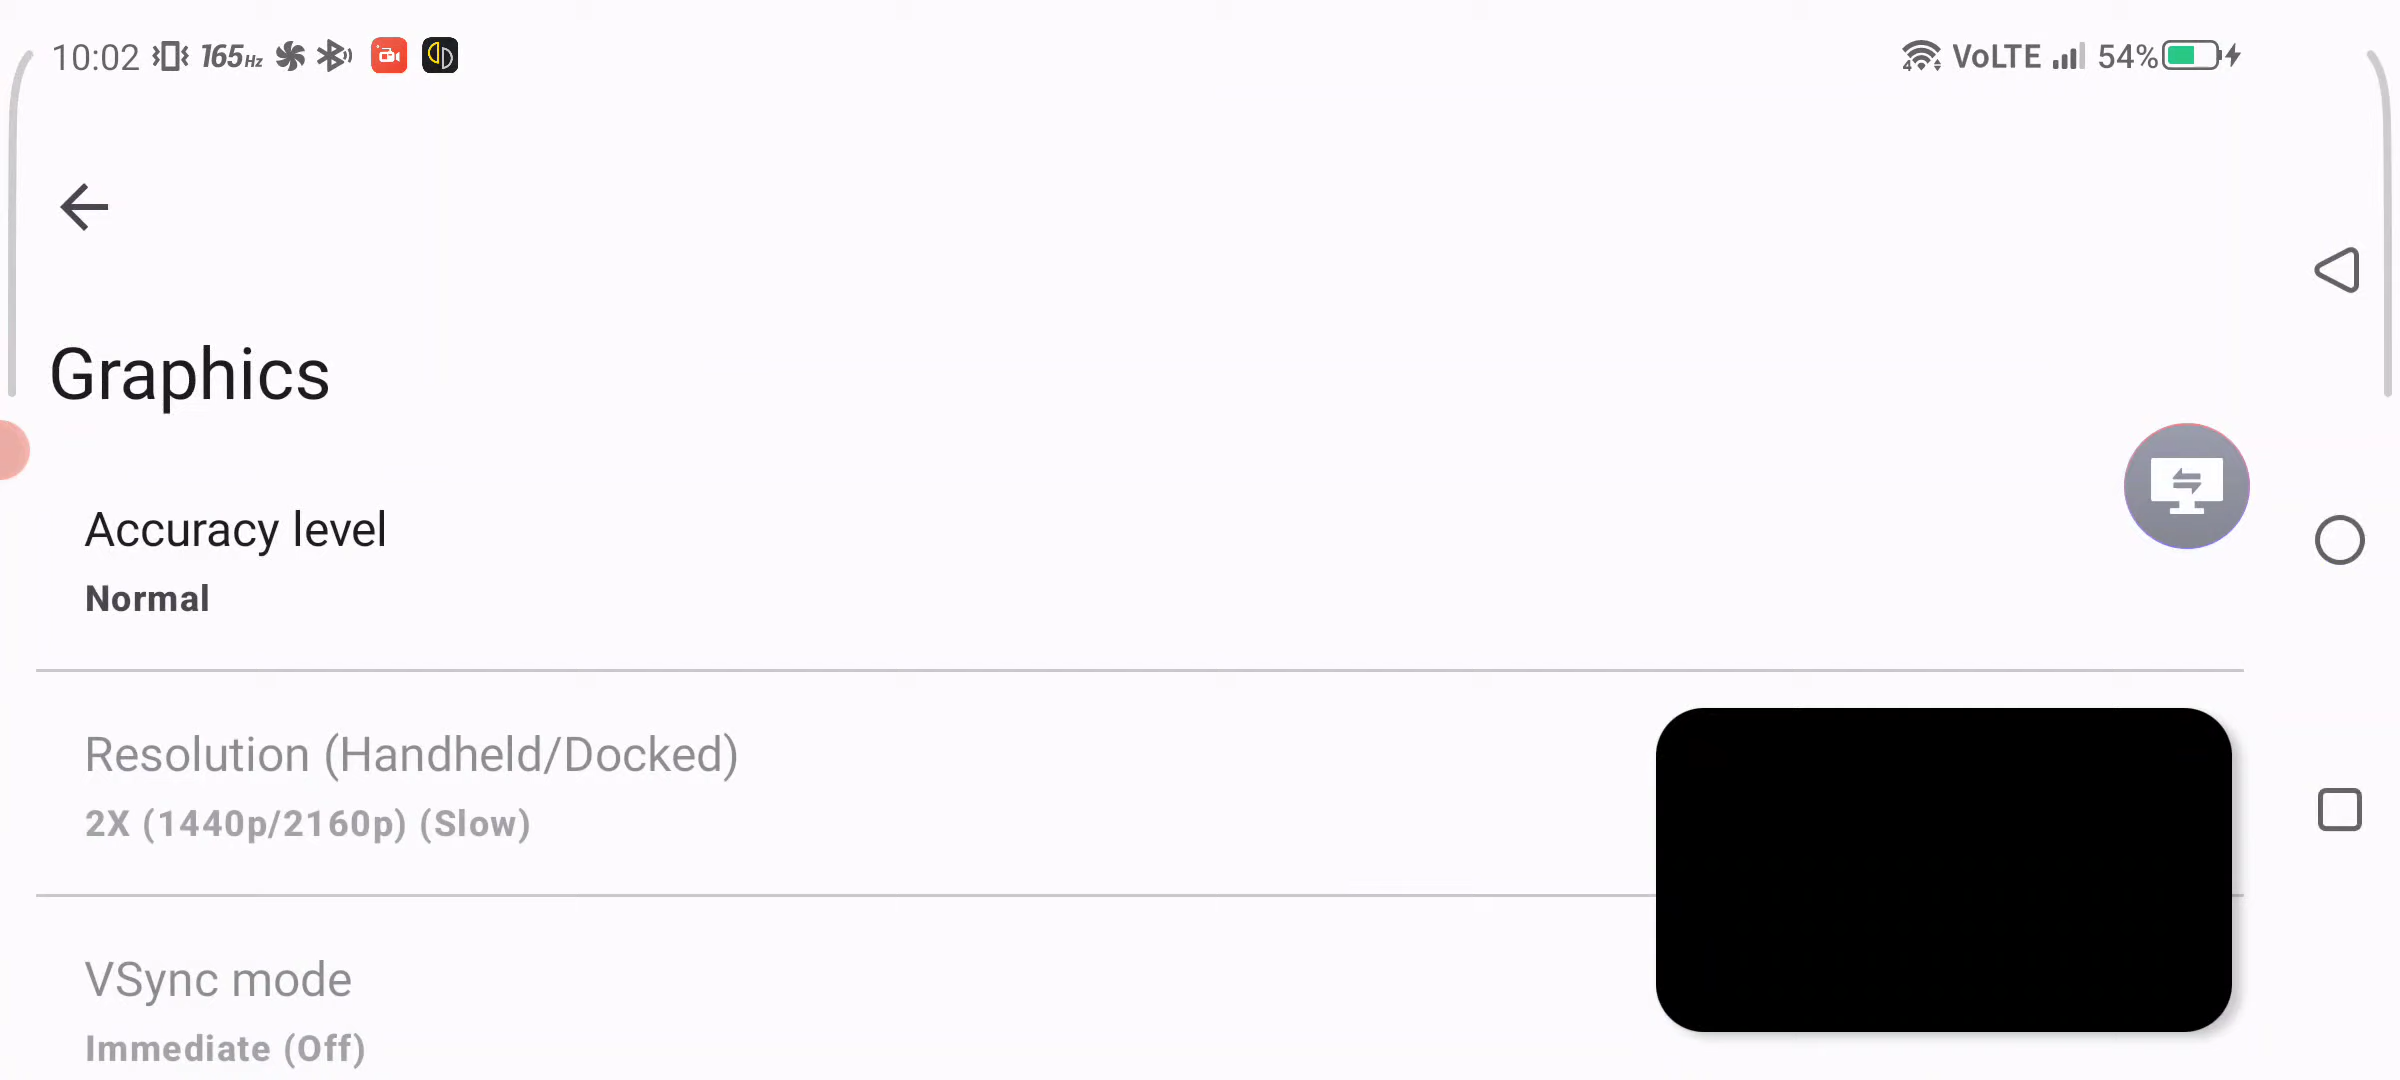 10:02 165Hz VoLTE 54%
Graphics
Accuracy level
Normal
Resolution (Handheld/Docked)
2X (1440p/2160p) (Slow)
VSync mode
Immediate (Off)